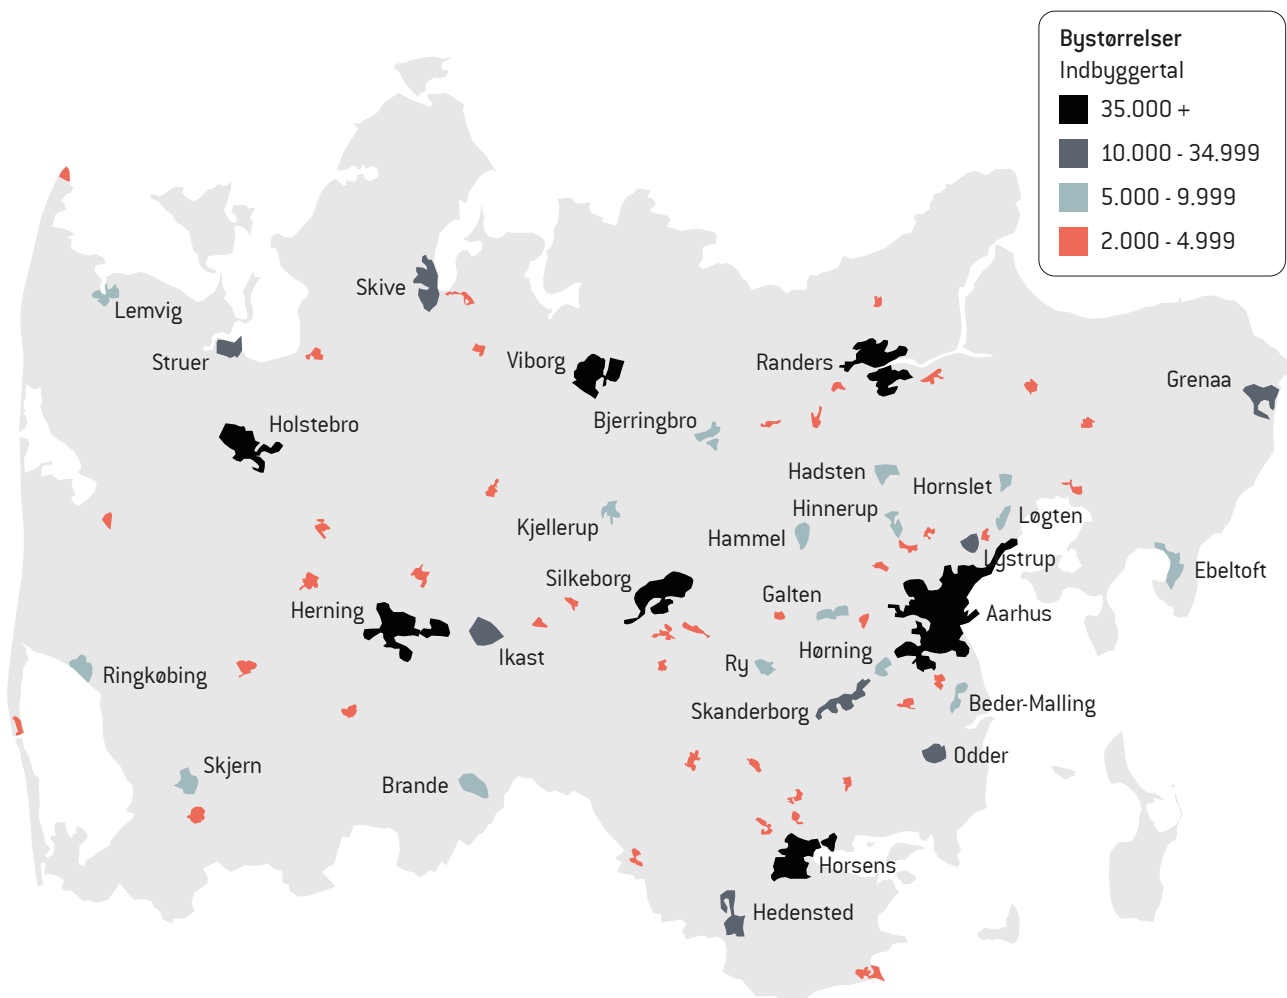 Bystørrelser
Indbyggertal
35.000 +
10.000 - 34.999
5.000 - 9.999
2.000 - 4.999
Skive
Lemvig
Struer
Viborg
Randers
Grenaa
Holstebro
Bjerringbro
Hadsten
Hornslet
Hinnerup
Løgten
Kjellerup
Hammel
Lystrup
Ebeltoft
Silkeborg
Galten
Herning
Aarhus
Ikast
Hørning
Ry
Ringkøbing
Skanderborg
Beder-Malling
Odder
Skjern
Brande
Horsens
Hedensted